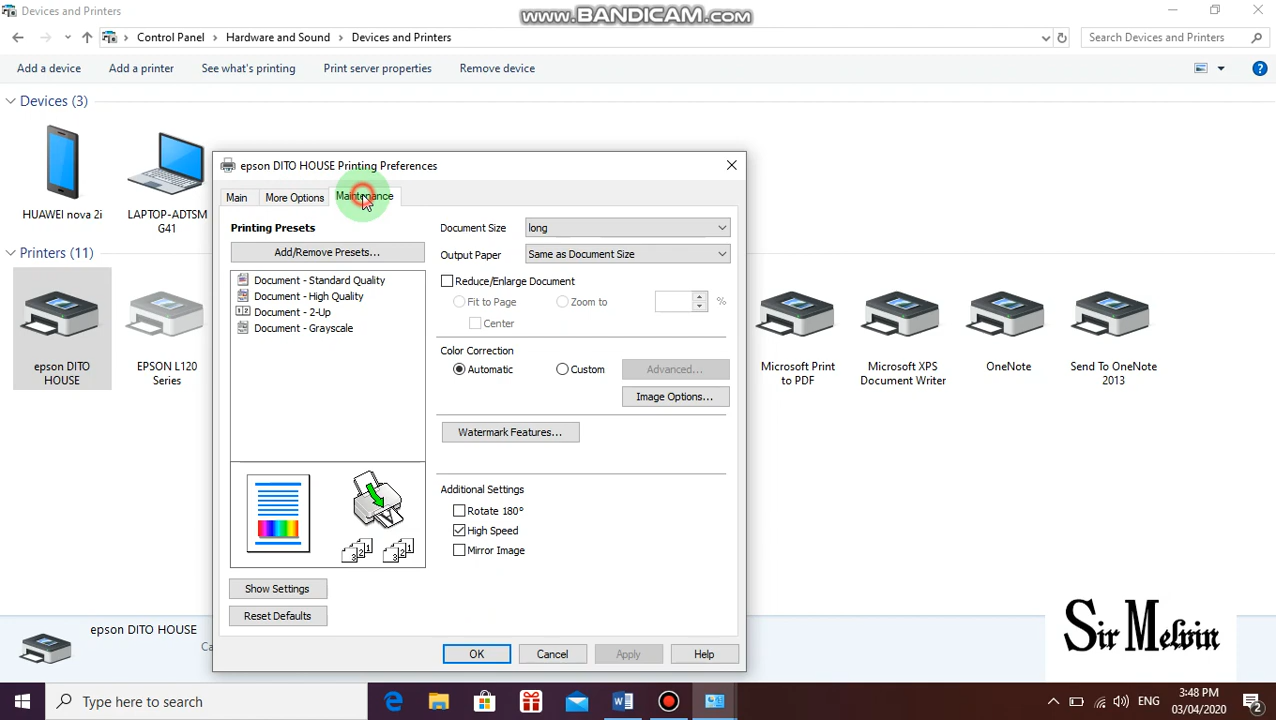 Devices and Printers
www.BANDICAM.com
Control Panel > Hardware and Sound > Devices and Printers
Search Devices and Printers
Add a device
Add a printer
See what's printing
Print server properties
Remove device
Devices (3)
HUAWEI nova 2i
LAPTOP-ADTSM
G41
Printers (11)
epson DITO
HOUSE
EPSON L120
Series
Microsoft Print
to PDF
Microsoft XPS
Document Writer
OneNote
Send To OneNote
2013
epson DITO HOUSE Printing Preferences
Main
More Options
Maintenance
Printing Presets
Add/Remove Presets...
Document - Standard Quality
Document - High Quality
Document - 2-Up
Document - Grayscale
Show Settings
Reset Defaults
Document Size
long
Output Paper
Same as Document Size
Reduce/Enlarge Document
Fit to Page
Zoom to
%
Center
Color Correction
Automatic
Custom
Advanced...
Image Options...
Watermark Features...
Additional Settings
Rotate 180°
High Speed
Mirror Image
OK
Cancel
Apply
Help
epson DITO HOUSE
Ca
Sir Melvin
Type here to search
ENG
3:48 PM
03/04/2020
2